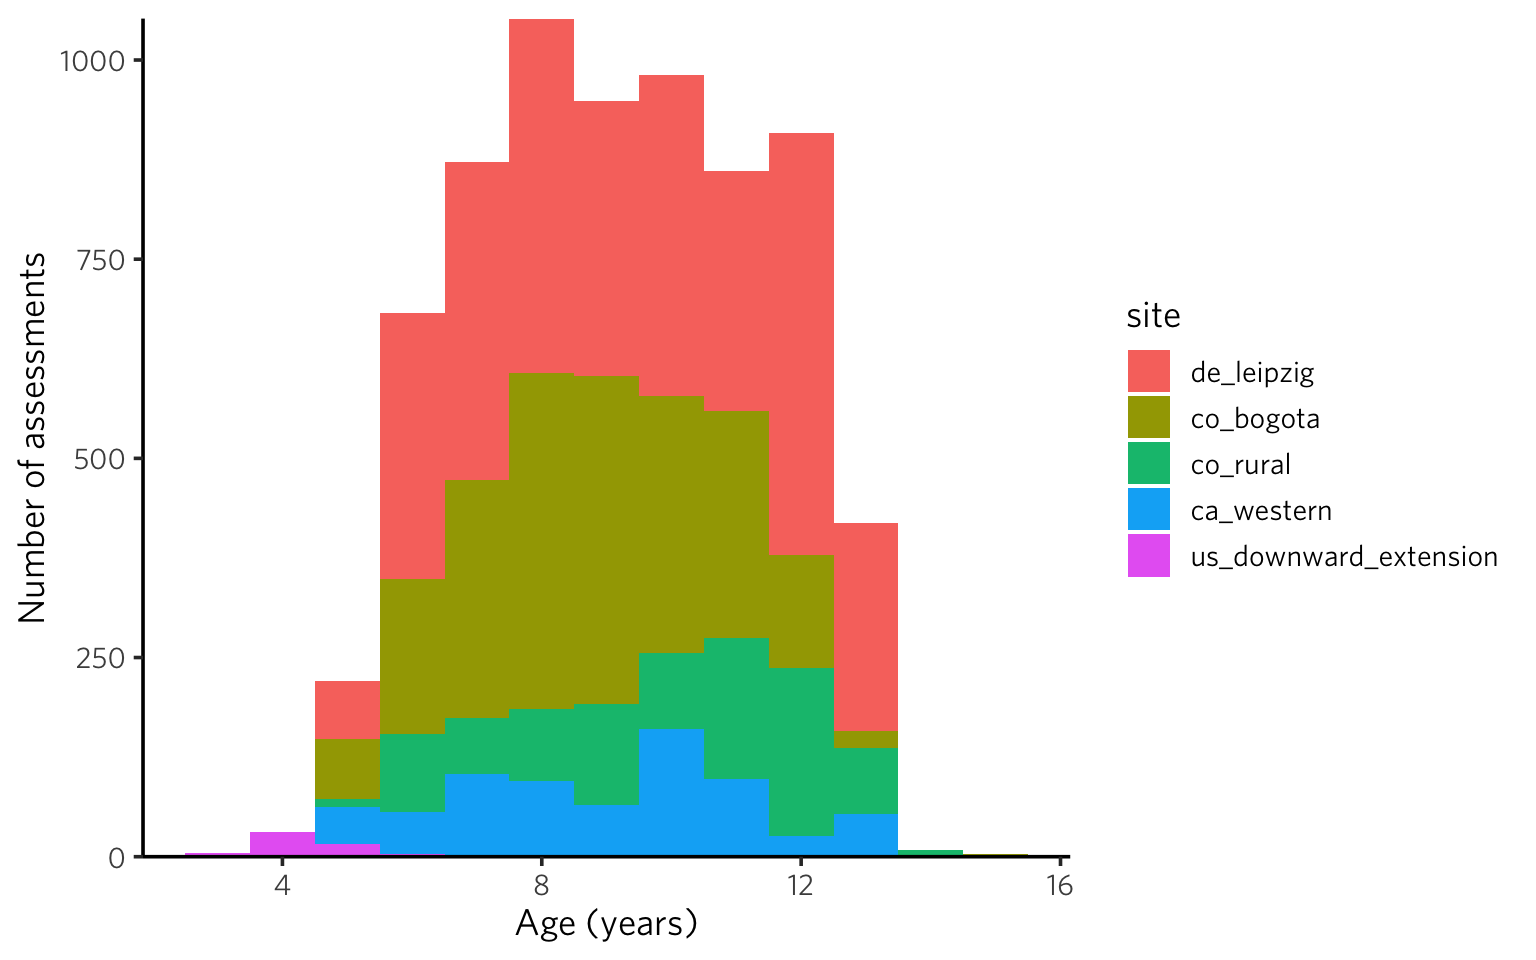 Number of assessments
1000
750
500
250
0
4 8 12 16
Age (years)
site
de_leipzig
co_bogota
co_rural
ca_western
us_downward_extension